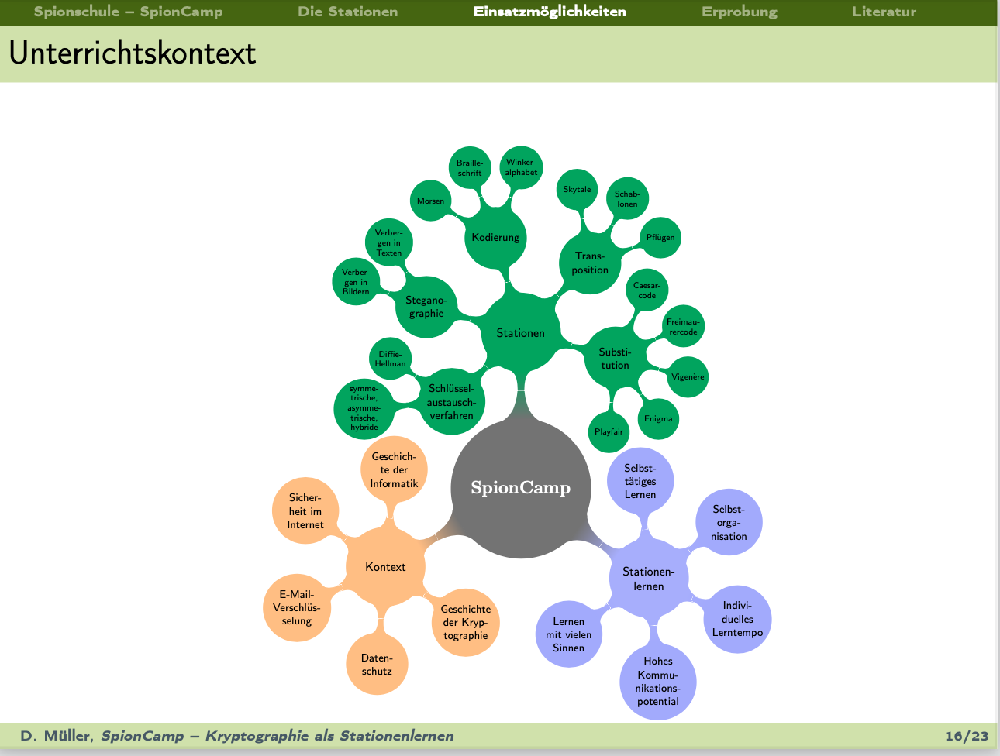 Spionschule – SpionCamp
Die Stationen
Einsatzmöglichkeiten
Erprobung
Literatur
Unterrichtskontext
Braille-
schrift
Winker-
alphabet
Morsen
Kodierung
Skytale
Schab-
lonen
Pflügen
Trans-
position
Verber-
gen in
Texten
Verber-
gen in
Bildern
Stegano-
graphie
Stationen
Caesar-
code
Freimau-
rercode
Vigenère
Enigma
Playfair
Substi-
tution
Diffie-
Hellman
symme-
trische,
asymme-
trische,
hybride
Schlüssel-
austausch-
verfahren
SpionCamp
Geschich-
te der
Informatik
Sicher-
heit im
Internet
Kontext
E-Mail-
Verschlüs-
selung
Daten-
schutz
Geschichte
der Kryp-
tographie
Selbst-
tätiges
Lernen
Selbst-
orga-
nisation
Stationen-
lernen
Indivi-
duelles
Lerntempo
Lernen
mit vielen
Sinnen
Hohes
Kommu-
nikations-
potential
D. Müller, SpionCamp – Kryptographie als Stationenlernen
16/23